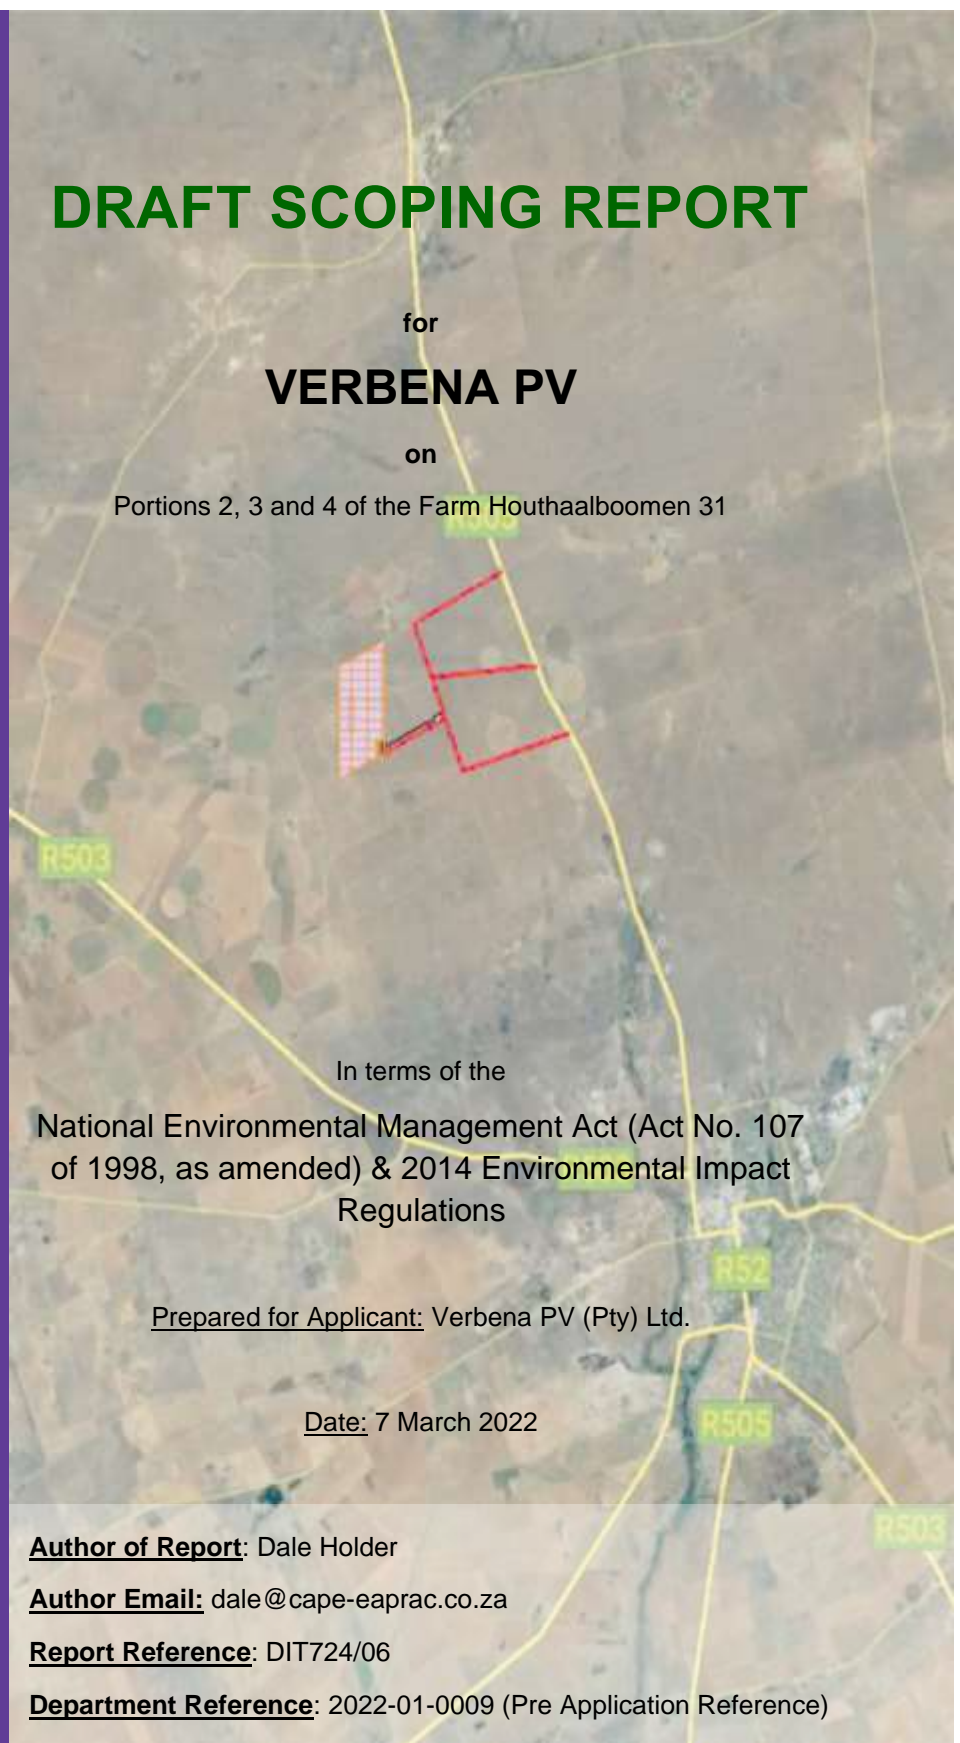 DRAFT SCOPING REPORT
for
VERBENA PV
on
Portions 2, 3 and 4 of the Farm Houthaalboomen 31
R505
R503
In terms of the
National Environmental Management Act (Act No. 107
of 1998, as amended) & 2014 Environmental Impact
Regulations
R52
Prepared for Applicant: Verbena PV (Pty) Ltd.
Date: 7 March 2022
R505
R503
Author of Report: Dale Holder
Author Email: dale@cape-eaprac.co.za
Report Reference: DIT724/06
Department Reference: 2022-01-0009 (Pre Application Reference)